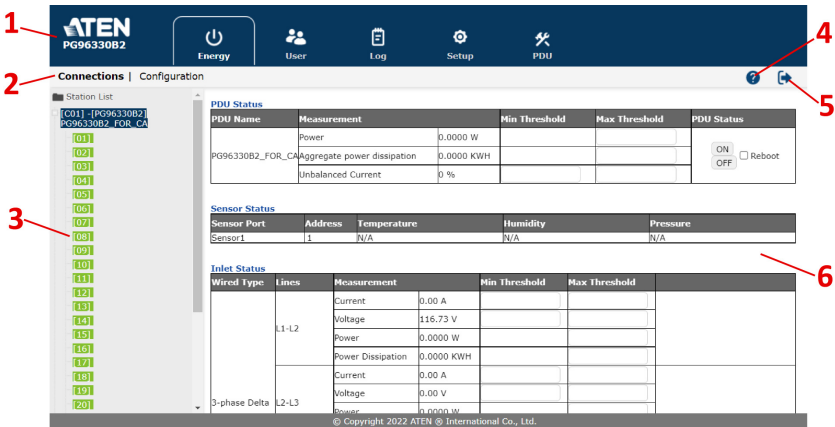 1
ATEN
PG96330B2
Energy
User
Log
Setup
PDU
4
2
Connections | Configuration
5
Station List
[C01] -[PG96330B2]
PG96330B2_FOR_CA
[01]
[02]
[03]
[04]
[05]
[06]
[07]
[08]
[09]
[10]
[11]
[12]
[13]
[14]
[15]
[16]
[17]
[18]
[19]
[20]
3
PDU Status
PDU Name Measurement Min Threshold Max Threshold PDU Status
Power 0.0000 W
PG96330B2_FOR_CA Aggregate power dissipation 0.0000 KWH
ON
OFF
Reboot
Unbalanced Current 0 %
Sensor Status
Sensor Port Address Temperature Humidity Pressure
Sensor1 1 N/A N/A N/A
6
Inlet Status
Wired Type Lines Measurement Min Threshold Max Threshold
Current 0.00 A
L1-L2
Voltage 116.73 V
Power 0.0000 W
Power Dissipation 0.0000 KWH
Current 0.00 A
Voltage 0.00 V
3-phase Delta L2-L3
Power 0.0000 W
© Copyright 2022 ATEN ® International Co., Ltd.